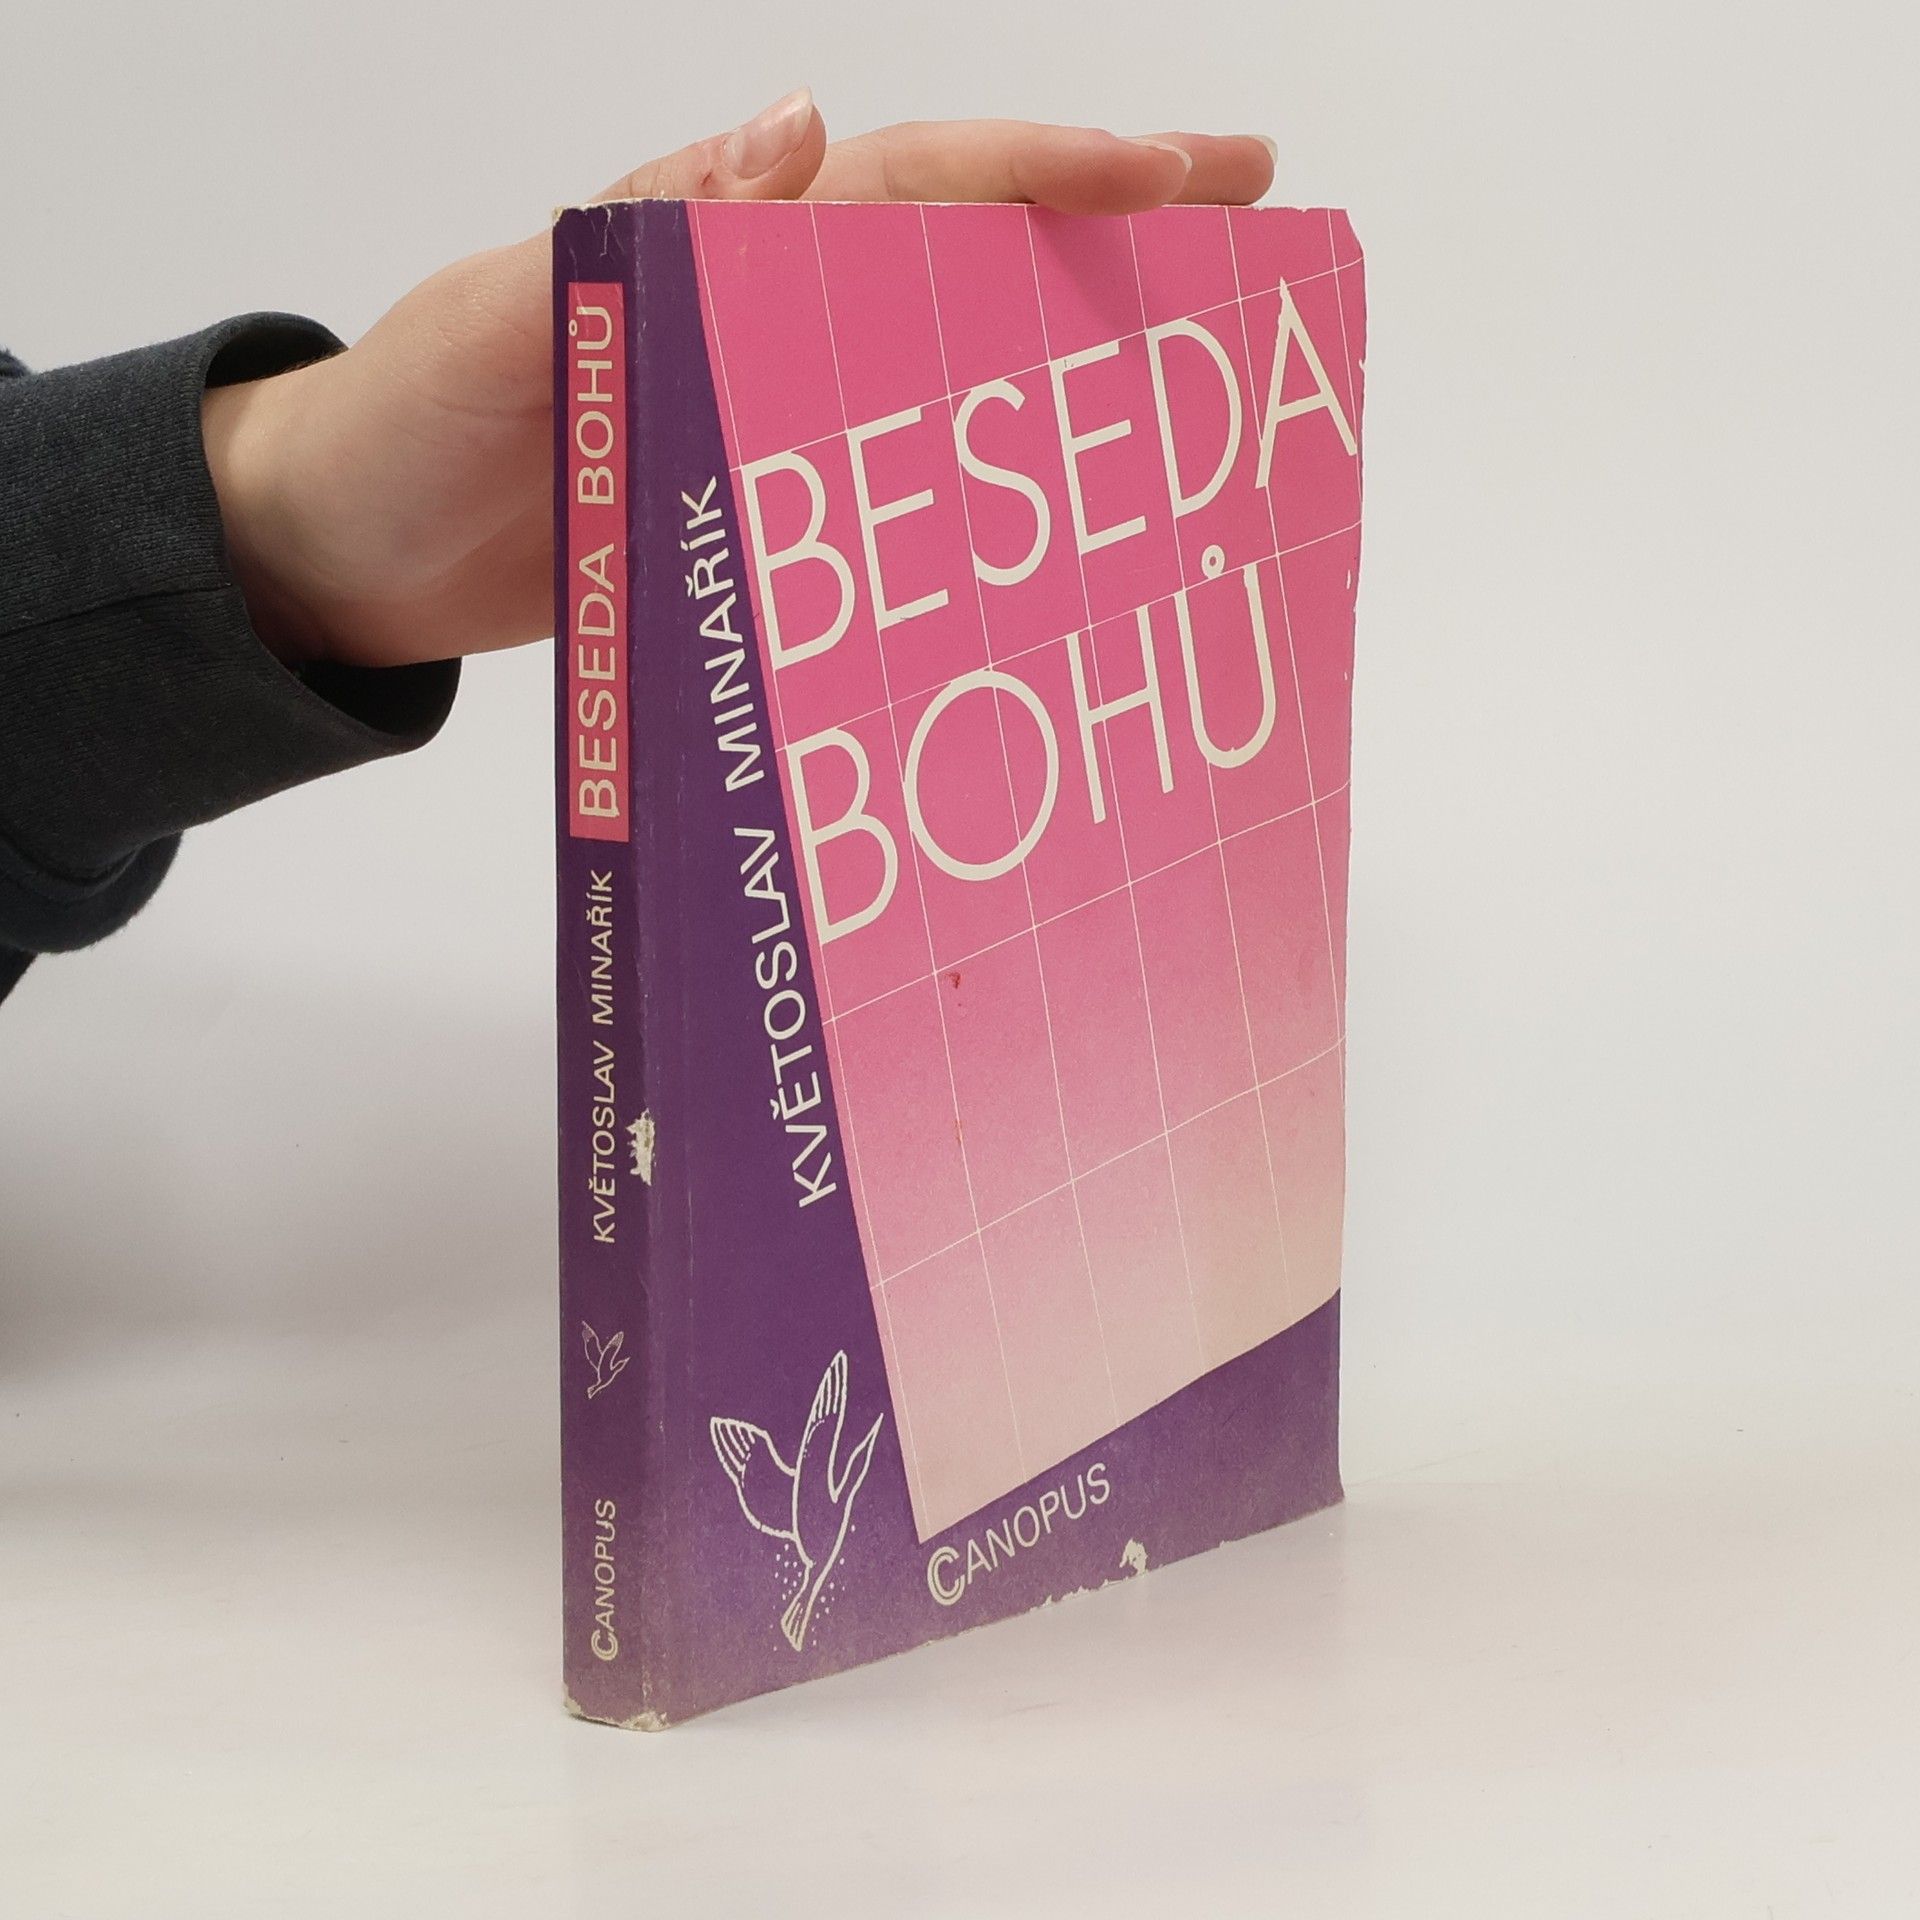 BESEDA BOHŮ
KVĚTOSLAV MINAŘÍK
CANOPUS
KVĚTOSLAV MINAŘÍK
BESEDA
BOHŮ
CANOPUS